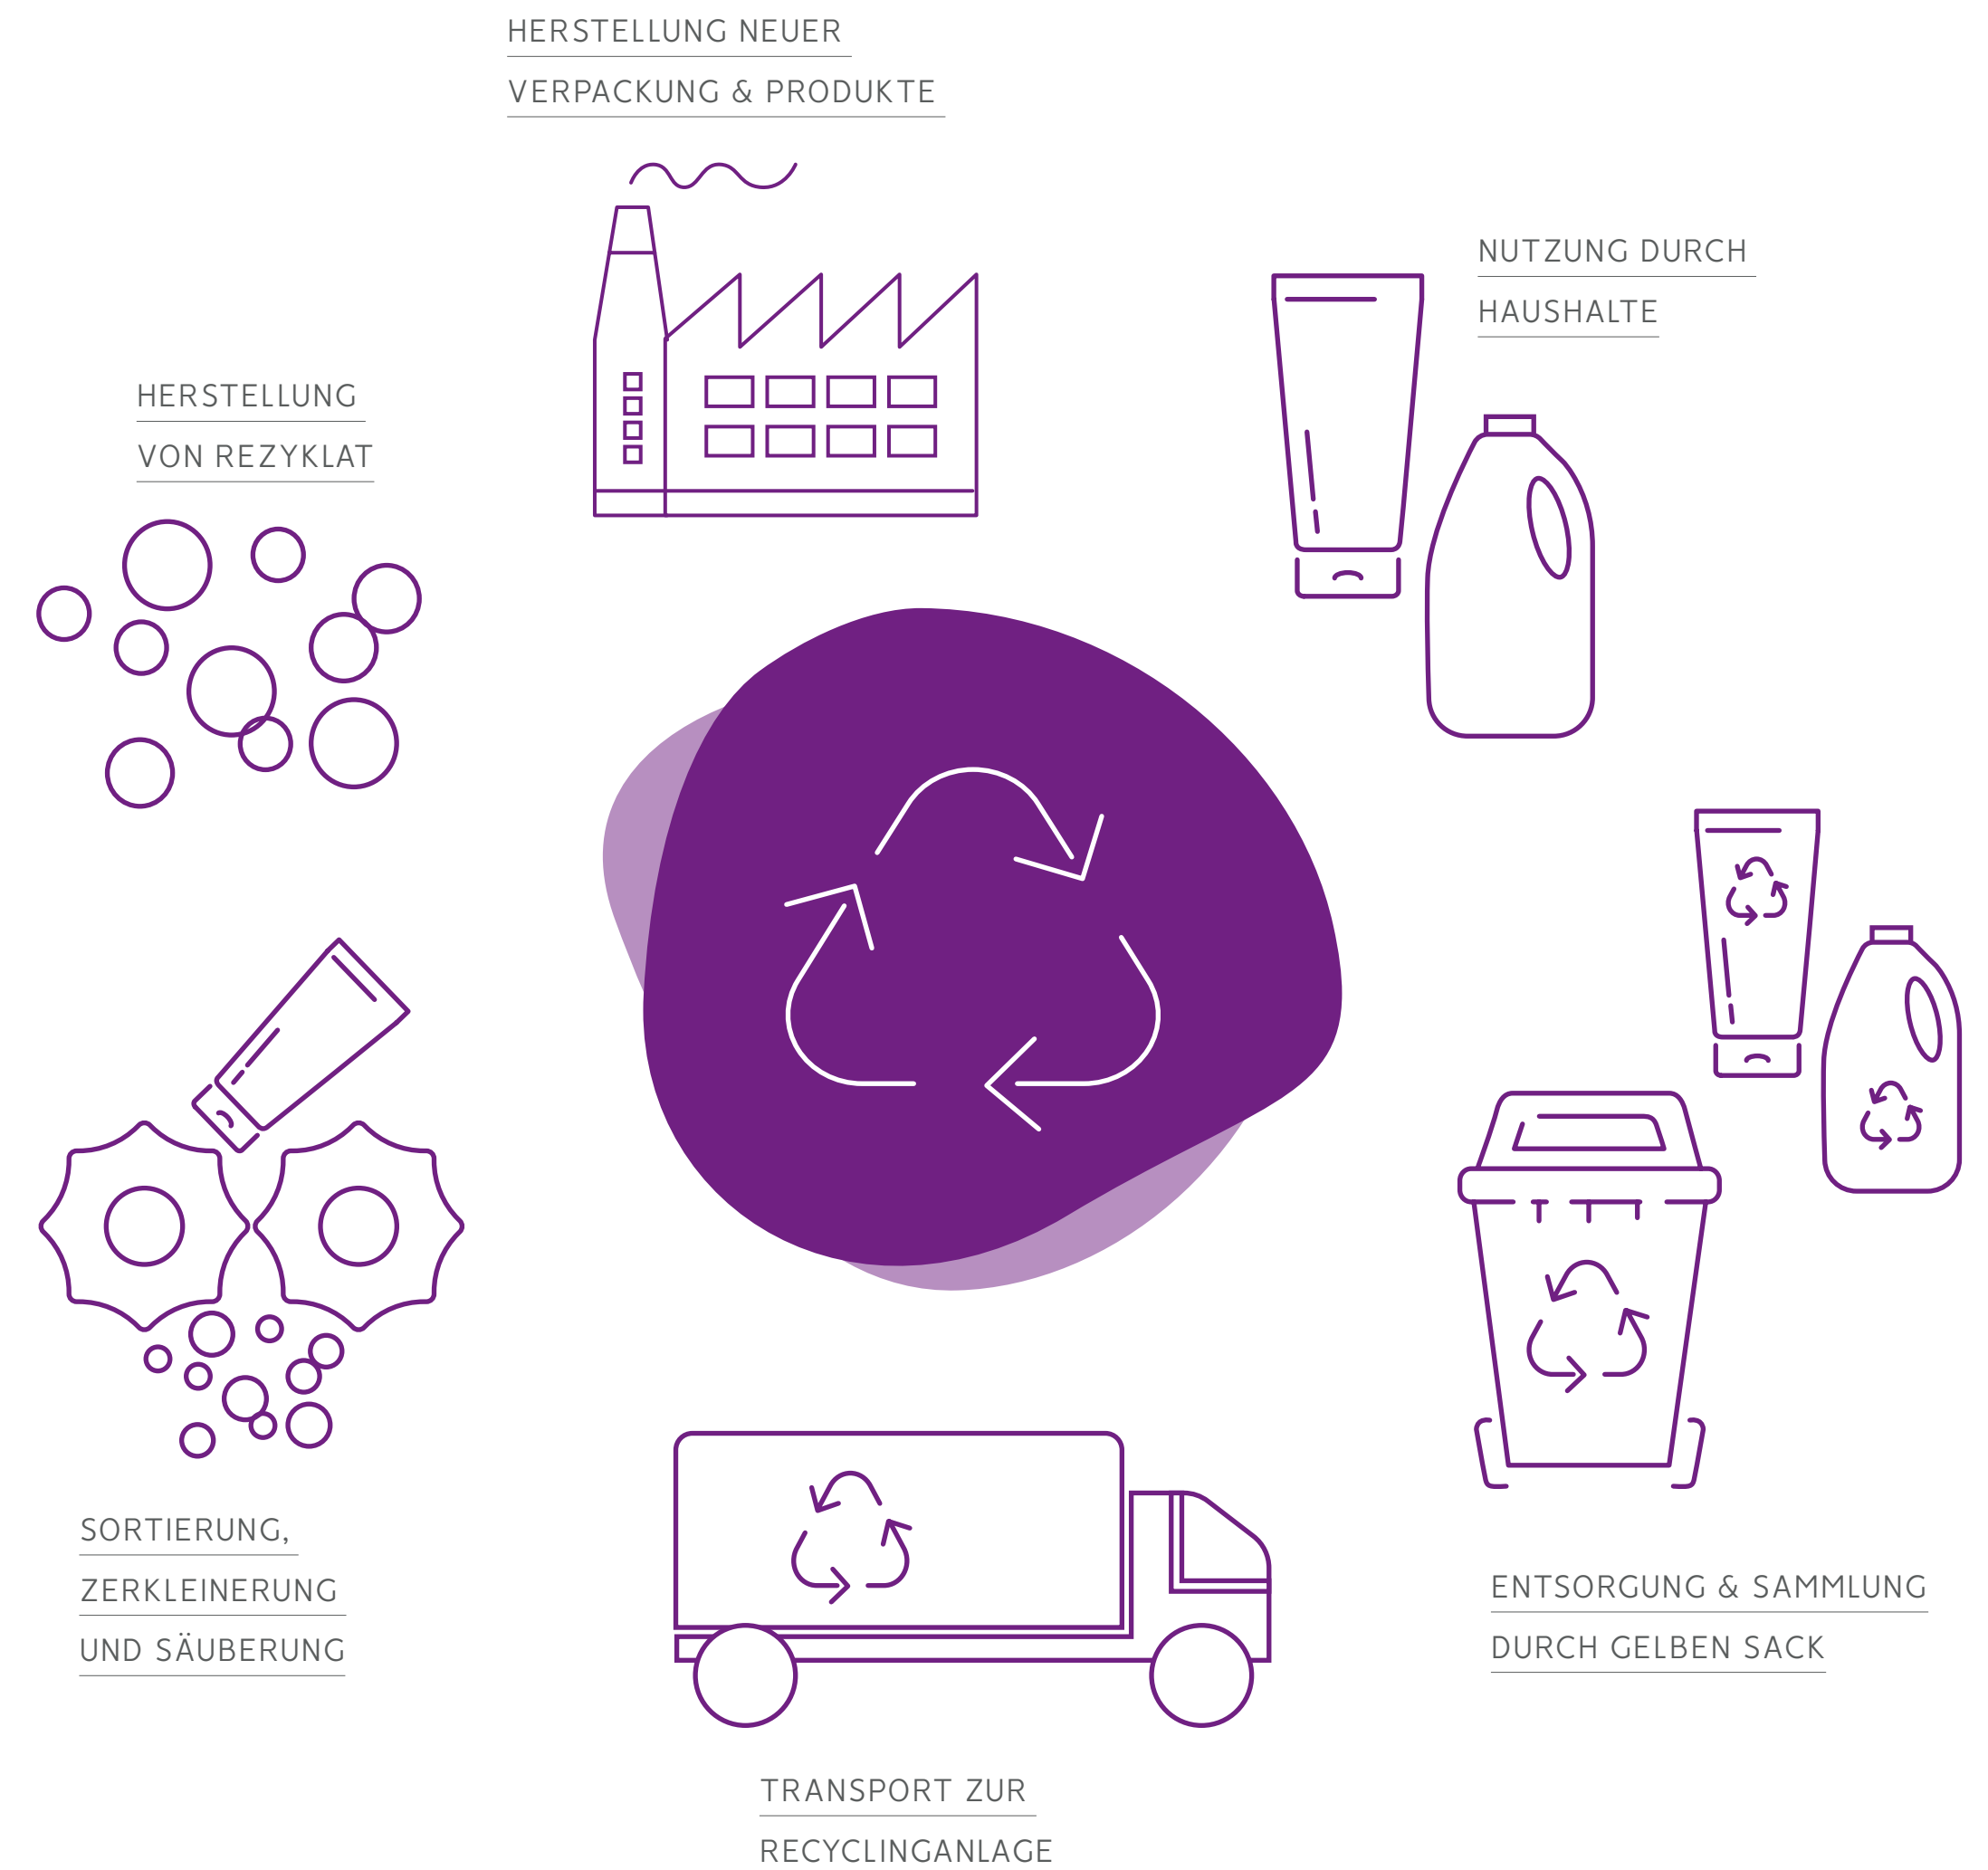 HERSTELLUNG NEUER
VERPACKUNG & PRODUKTE
NUTZUNG DURCH
HAUSHALTE
HERSTELLUNG
VON REZYKLAT
SORTIERUNG,
ZERKLEINERUNG
UND SÄUBERUNG
ENTSORGUNG & SAMMLUNG
DURCH GELBEN SACK
TRANSPORT ZUR
RECYCLINGANLAGE